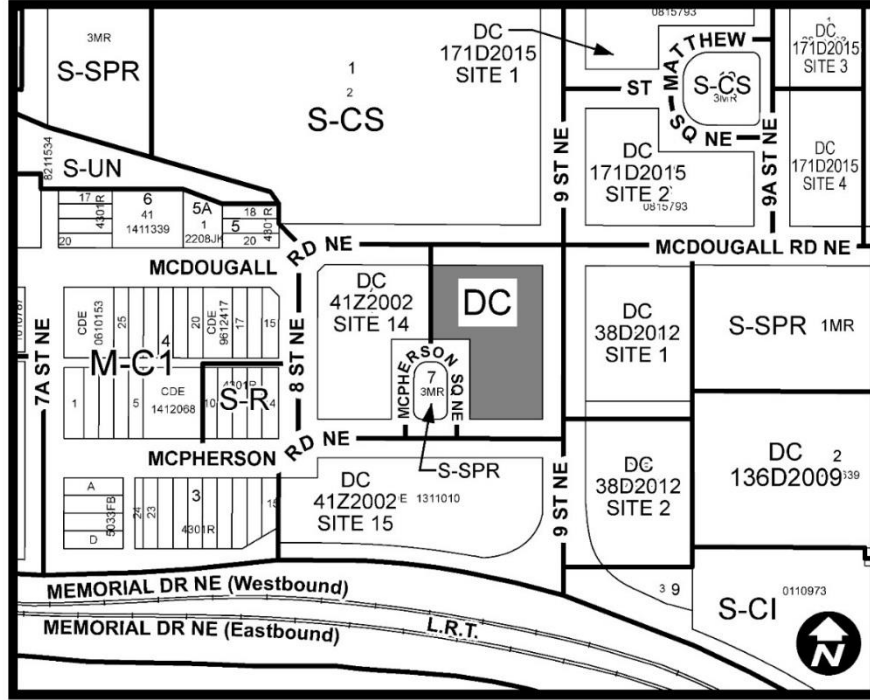 3MR
S-SPR
1
2
S-CS
DC
171D2015
SITE 1
0815793
MATTHEW
ST
SQ NE
S-CS
3MR
DC
171D2015
SITE 3
8211534
S-UN
9 ST NE
DC
171D2015
SITE 2
0815793
9A ST NE
DC
171D2015
SITE 4
17
4301R
20
6
41
1411339
5A
1
2208JK
18
5
20
4301R
MCDOUGALL RD NE
MCDOUGALL RD NE
CDE
0610153
25
4
20
CDE
9612417
17
15
M-C1
7A ST NE
8 ST NE
DC
41Z2002
SITE 14
DC
DC
38D2012
SITE 1
S-SPR 1MR
MCPHERSON SQ NE
7
3MR
1
5
CDE
1412068
10
4301R
S-R
14
MCPHERSON RD NE
S-SPR
DC
41Z2002
SITE 15
1311010
9 ST NE
DC
38D2012
SITE 2
DC 2
136D2009
A
D
5033FB
24
23
3
4301R
15
MEMORIAL DR NE (Westbound)
MEMORIAL DR NE (Eastbound)
L.R.T.
3 9
S-CI
0110973
N